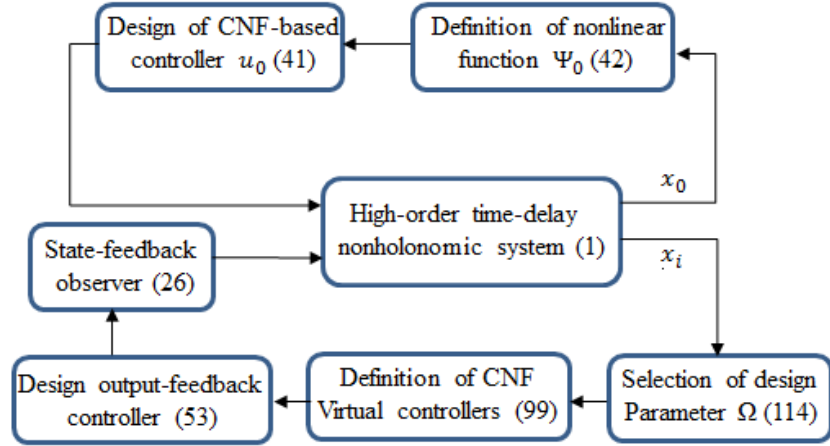 Design of CNF-based
controller u₀ (41)
Definition of nonlinear
function Ψ₀ (42)
x₀
High-order time-delay
nonholonomic system (1)
State-feedback
observer (26)
xᵢ
Design output-feedback
controller (53)
Definition of CNF
Virtual controllers (99)
Selection of design
Parameter Ω (114)